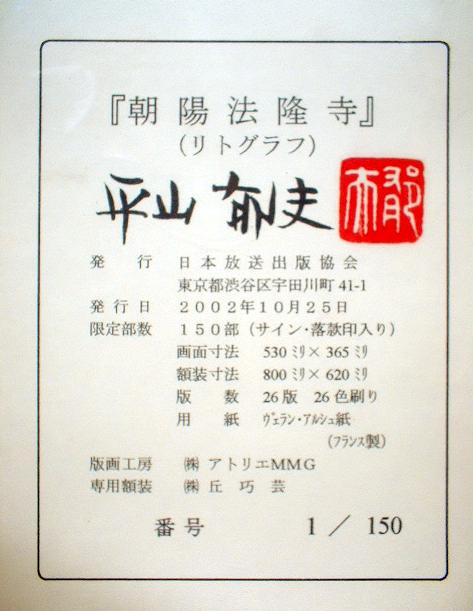 『朝陽法隆寺』
(リトグラフ)
平山郁夫
発行 日本放送出版協会
東京都渋谷区宇田川町 41-1
発行日 2002年10月25日
限定部数 150部 (サイン・落款印入り)
画面寸法 530ミリ× 365ミリ
額装寸法 800ミリ× 620ミリ
版数 26版 26色刷り
用紙 ヴェラン・アルシュ紙
(フランス製)
版画工房 ㈱ アトリエMMG
専用額装 ㈱ 丘巧芸
番号 1 / 150